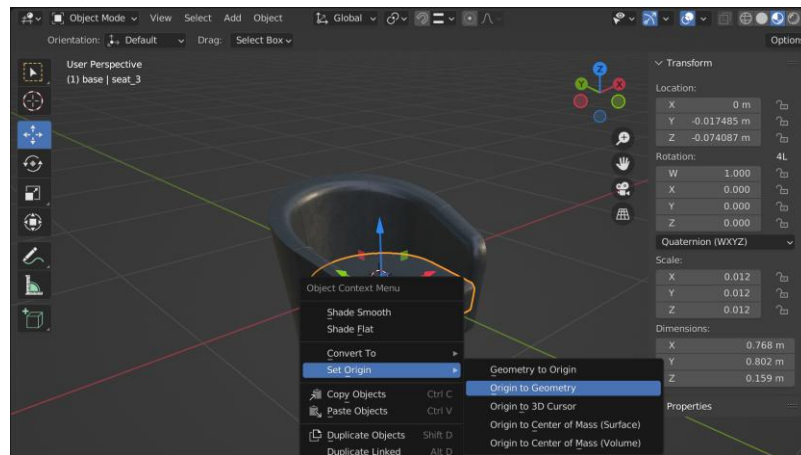 Object Mode View Select Add Object Global
Orientation: Default Drag: Select Box Option
User Perspective
(1) base | seat_3
Z
Y
X
Transform
Location:
X 0 m
Y -0.017485 m
Z -0.074087 m
Rotation: 4L
W 1.000
X 0.000
Y 0.000
Z 0.000
Quaternion (WXYZ)
Scale:
X 0.012
Y 0.012
Z 0.012
Dimensions:
X 0.768 m
Y 0.802 m
Z 0.159 m
Properties
Object Context Menu
Shade Smooth
Shade Flat
Convert To
Set Origin
Copy Objects Ctrl C
Paste Objects Ctrl V
Duplicate Objects Shift D
Duplicate Linked Alt D
Geometry to Origin
Origin to Geometry
Origin to 3D Cursor
Origin to Center of Mass (Surface)
Origin to Center of Mass (Volume)